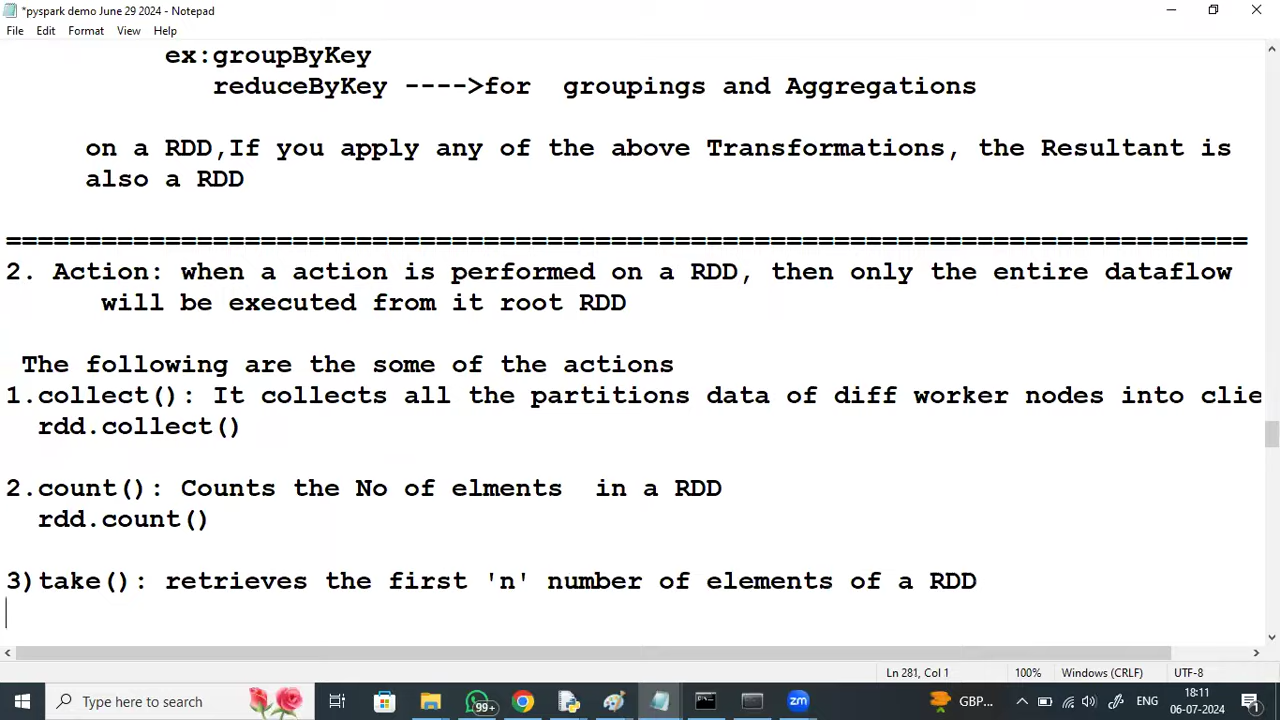 *pyspark demo June 29 2024 - Notepad
File Edit Format View Help
ex:groupByKey
reduceByKey ---->for groupings and Aggregations
on a RDD,If you apply any of the above Transformations, the Resultant is
also a RDD
==============================================================================
2. Action: when a action is performed on a RDD, then only the entire dataflow
will be executed from it root RDD
The following are the some of the actions
1.collect(): It collects all the partitions data of diff worker nodes into clie
rdd.collect()
2.count(): Counts the No of elments in a RDD
rdd.count()
3)take(): retrieves the first 'n' number of elements of a RDD
Ln 281, Col 1 100% Windows (CRLF) UTF-8
Type here to search 99+ zm GBP... ENG 18:11
06-07-2024 1